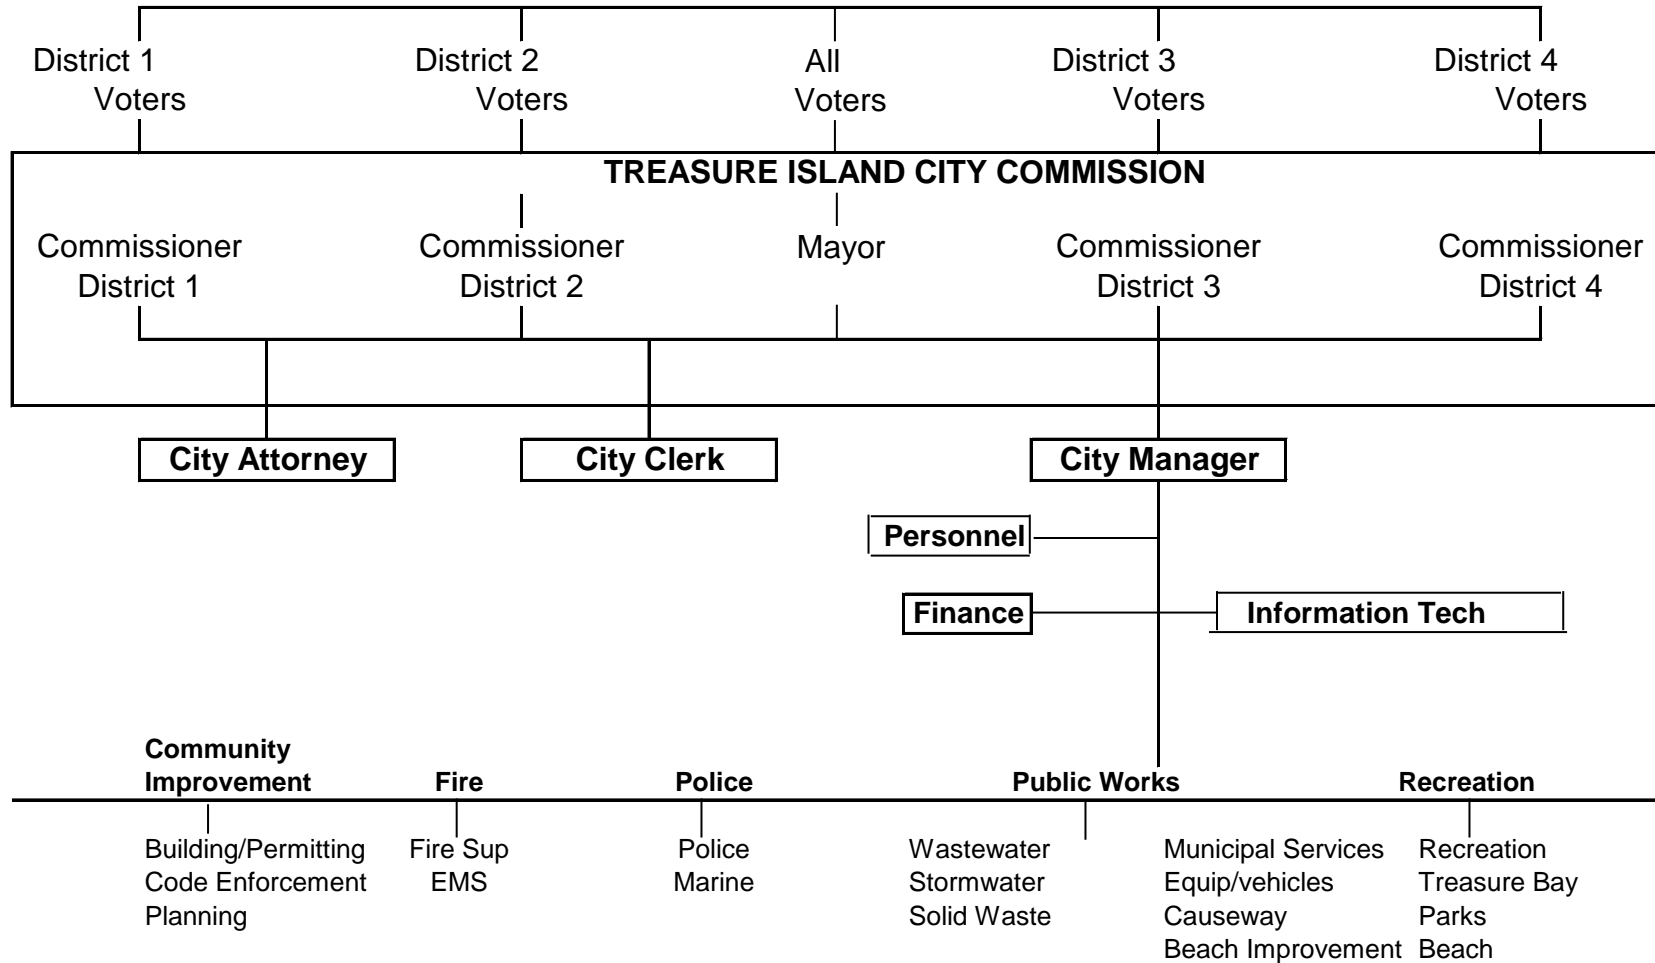 District 1 District 2 All District 3 District 4
Voters Voters Voters Voters Voters
TREASURE ISLAND CITY COMMISSION
Commissioner Commissioner Mayor Commissioner Commissioner
District 1 District 2 District 3 District 4
City Attorney City Clerk City Manager
Personnel
Finance Information Tech
Community
Improvement Fire Police Public Works Recreation
Building/Permitting Fire Sup Police Wastewater Municipal Services Recreation
Code Enforcement EMS Marine Stormwater Equip/vehicles Treasure Bay
Planning Solid Waste Causeway Parks
Beach Improvement Beach